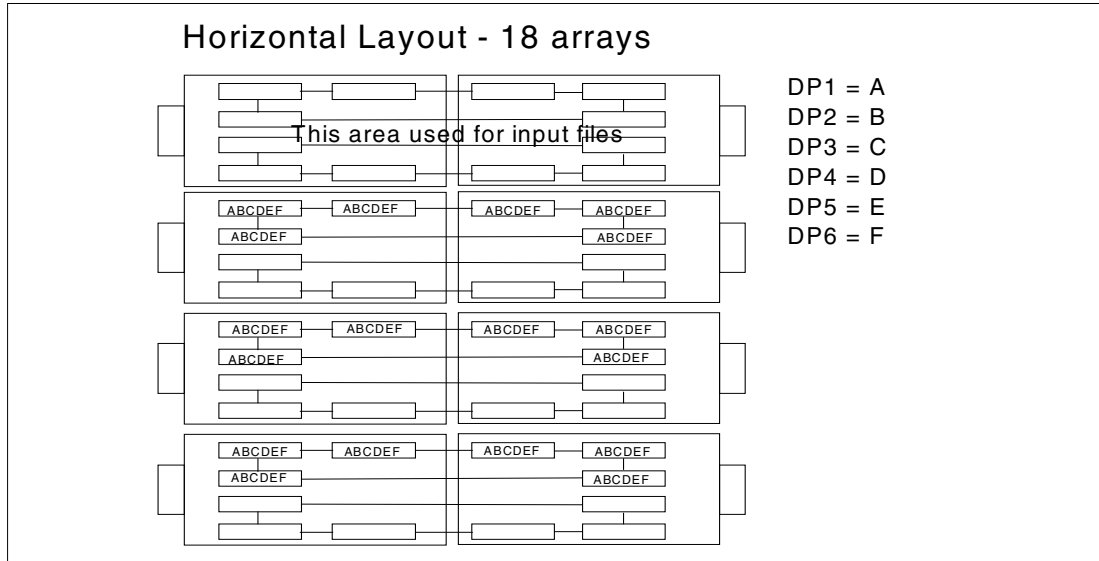 Horizontal Layout - 18 arrays
This area used for input files
DP1 = A
DP2 = B
DP3 = C
DP4 = D
DP5 = E
DP6 = F
ABCDEF ABCDEF ABCDEF ABCDEF
ABCDEF ABCDEF
ABCDEF ABCDEF ABCDEF ABCDEF
ABCDEF ABCDEF
ABCDEF ABCDEF ABCDEF ABCDEF
ABCDEF ABCDEF